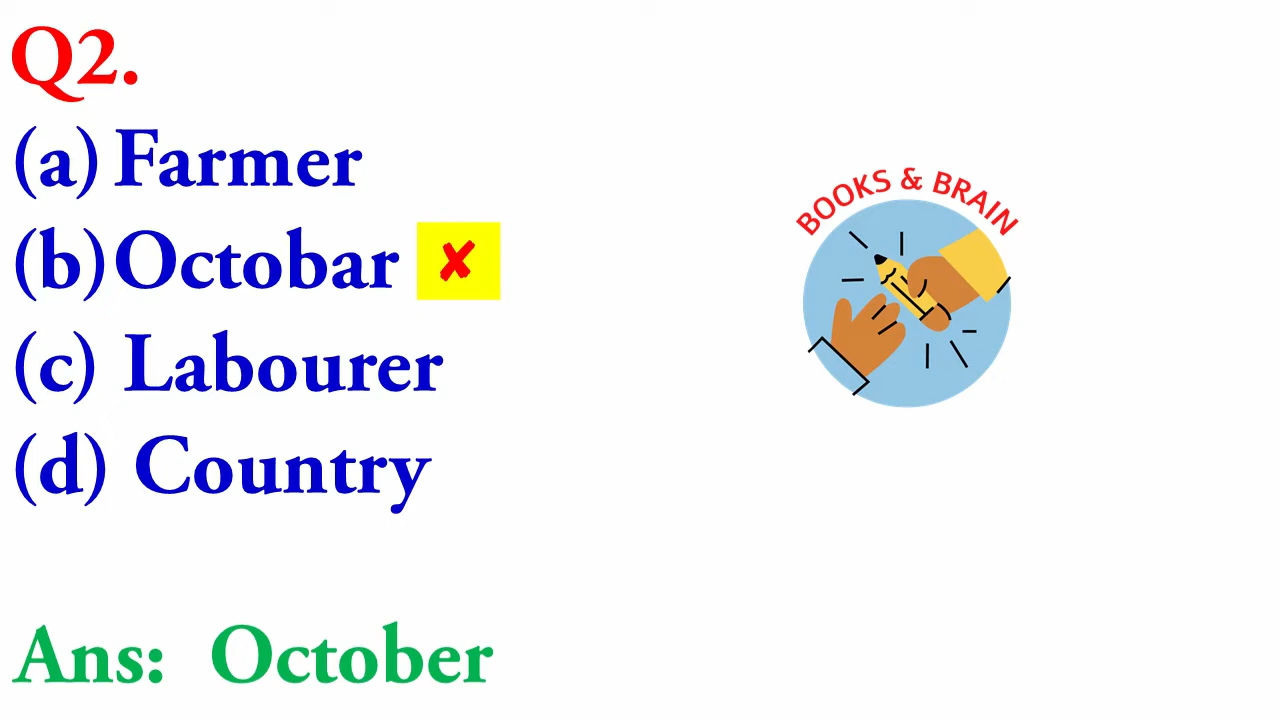 Q2.
(a) Farmer
(b) Octobar ✘
(c) Labourer
(d) Country
Ans: October
BOOKS & BRAIN